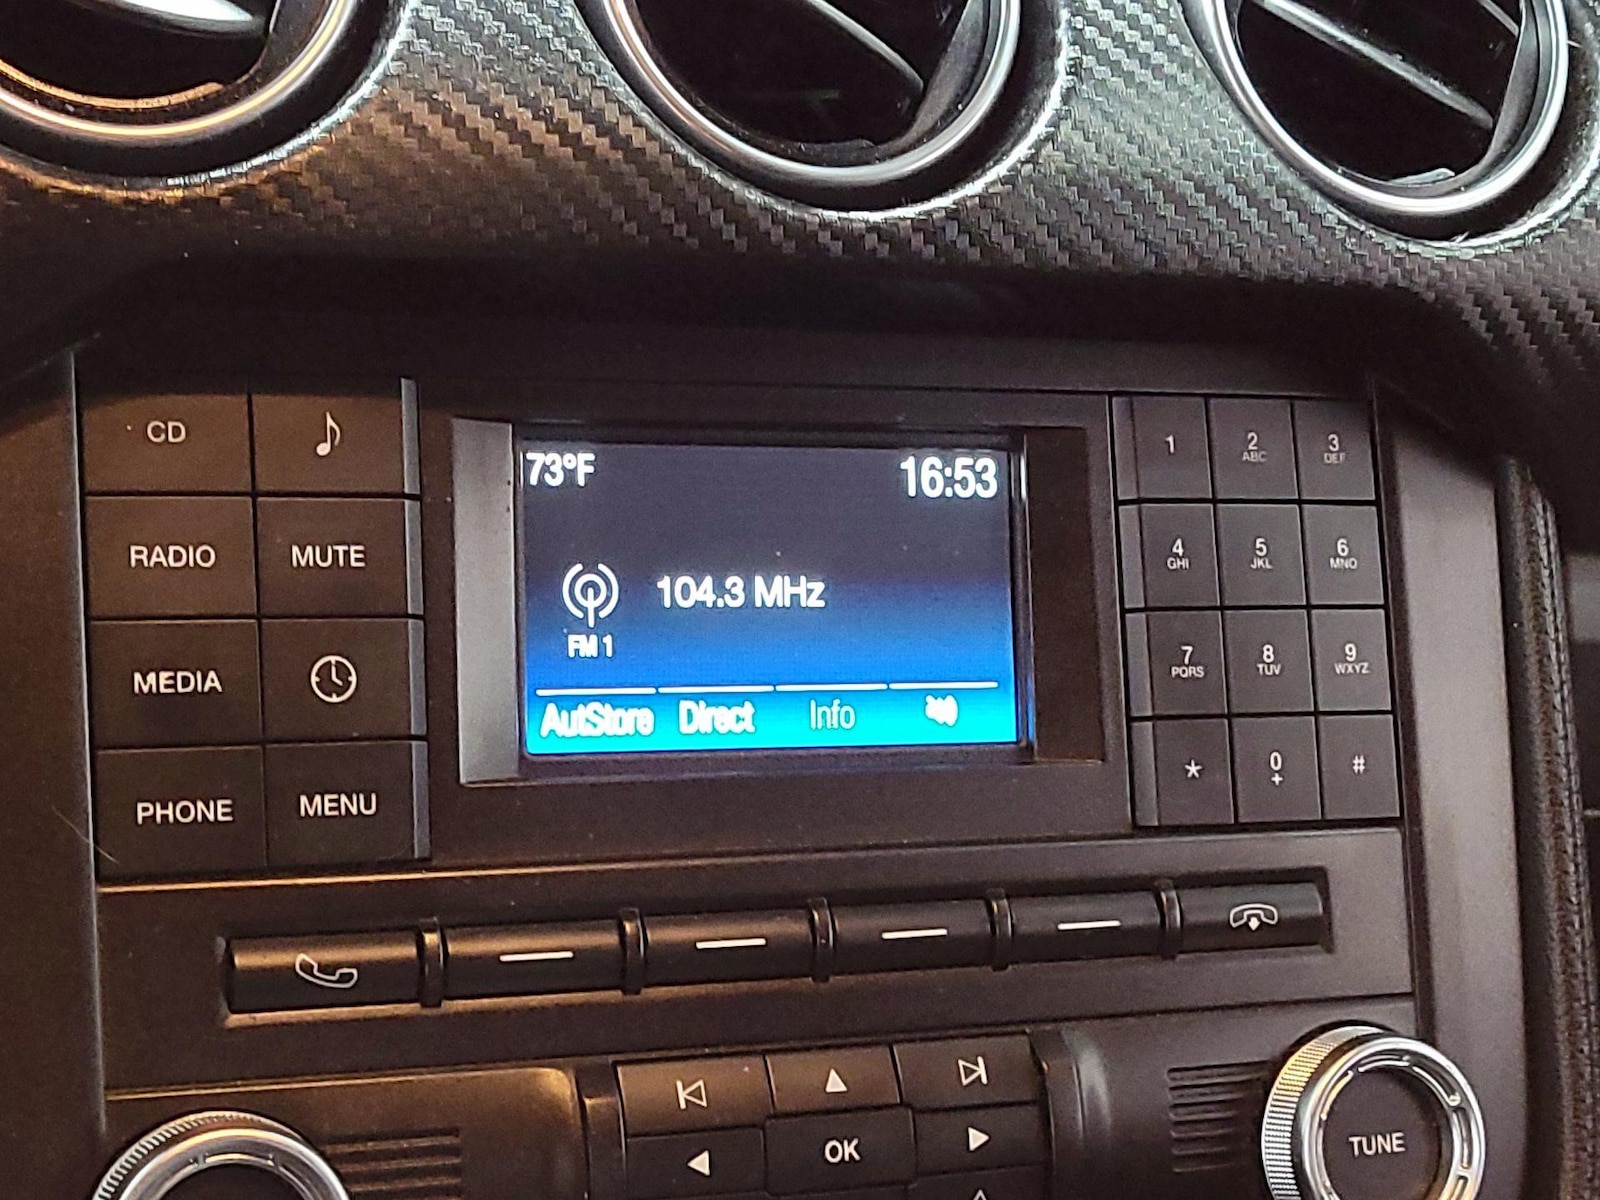 CD
RADIO MUTE
MEDIA
PHONE MENU
73°F 16:53
104.3 MHz
FM 1
AutStore Direct Info
1 2 ABC 3 DEF
4 GHI 5 JKL 6 MNO
7 PQRS 8 TUV 9 WXYZ
* 0 + #
OK
TUNE